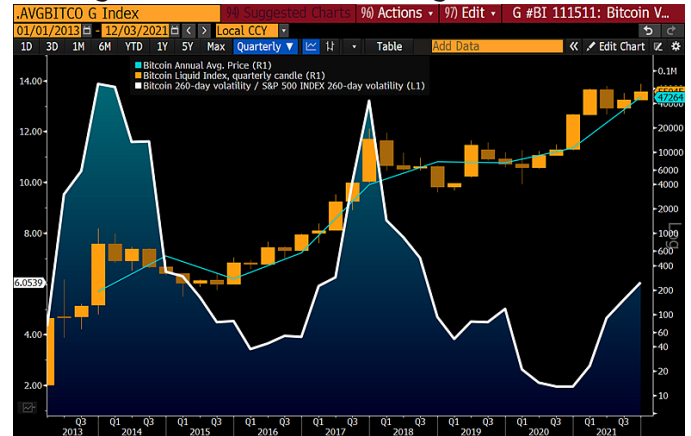 .AVGBITCO G Index 94) Suggested Charts 96) Actions 97) Edit G #BI 111511: Bitcoin V...
01/01/2013 - 12/03/2021 Local CCY
1D 3D 1M 6M YTD 1Y 5Y Max Quarterly ▼ Table Add Data « Edit Chart
Bitcoin Annual Avg. Price (R1)
Bitcoin Liquid Index, quarterly candle (R1)
Bitcoin 260-day volatility / S&P 500 INDEX 260-day volatility (L1)
14.00
12.00
10.00
8.00
6.0539
4.00
2.00
0.1M
47264
20000
10000
6000
4000
2000
1000
600
400
200
100
60
40
20
10
Log
Q3 Q1 Q3 Q1 Q3 Q1 Q3 Q1 Q3 Q1 Q3 Q1 Q3 Q1 Q3 Q1 Q3
2013 2014 2015 2016 2017 2018 2019 2020 2021